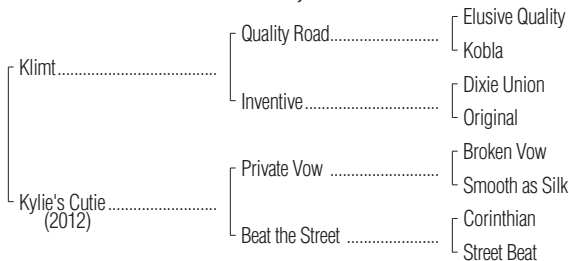 Elusive Quality
Quality Road
Kobla
Klimt
Dixie Union
Inventive
Original
Broken Vow
Private Vow
Smooth as Silk
Kylie's Cutie
(2012)
Corinthian
Beat the Street
Street Beat